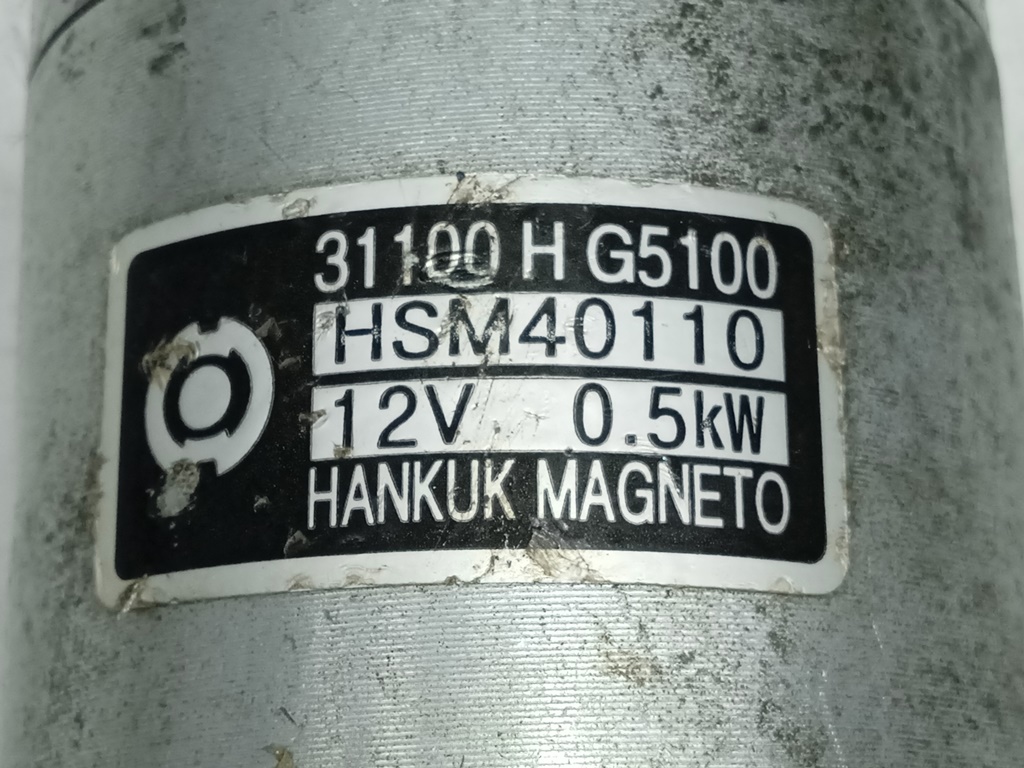 31100 H G5100
HSM40110
12V 0.5kW
HANKUK MAGNETO